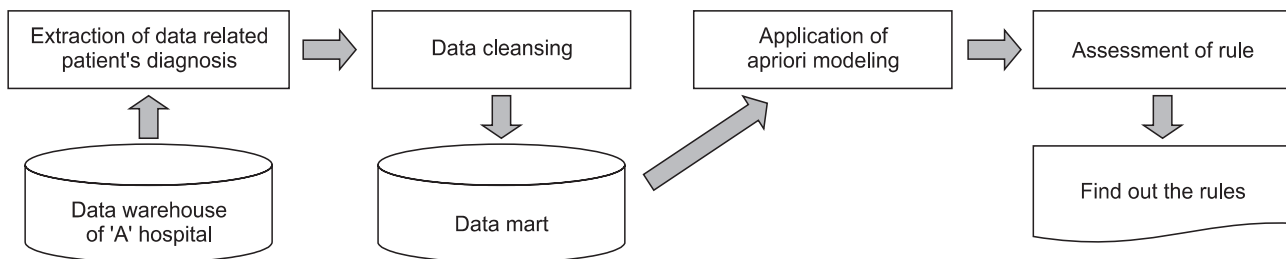 Extraction of data related
patient's diagnosis
Data cleansing
Application of
apriori modeling
Assessment of rule
Data warehouse
of 'A' hospital
Data mart
Find out the rules